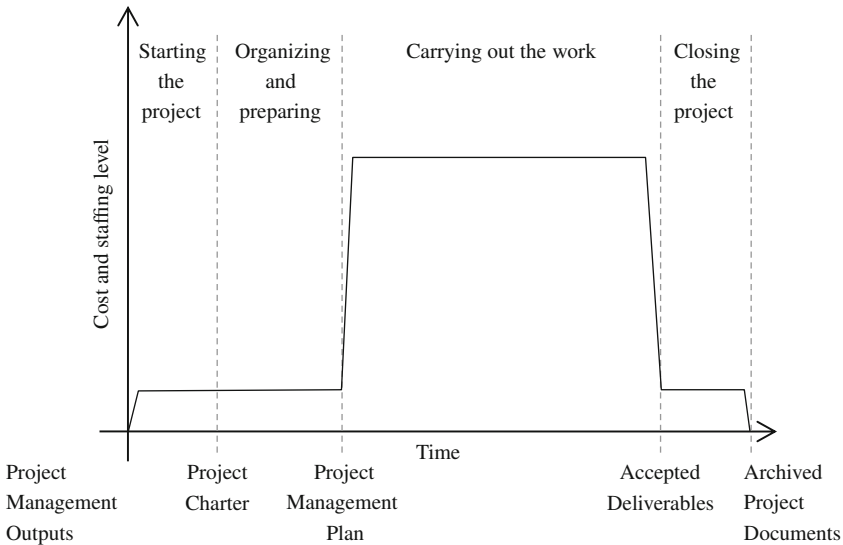 Starting
the
project
Organizing
and
preparing
Carrying out the work
Closing
the
project
Cost and staffing level
Time
Project
Management
Outputs
Project
Charter
Project
Management
Plan
Accepted
Deliverables
Archived
Project
Documents